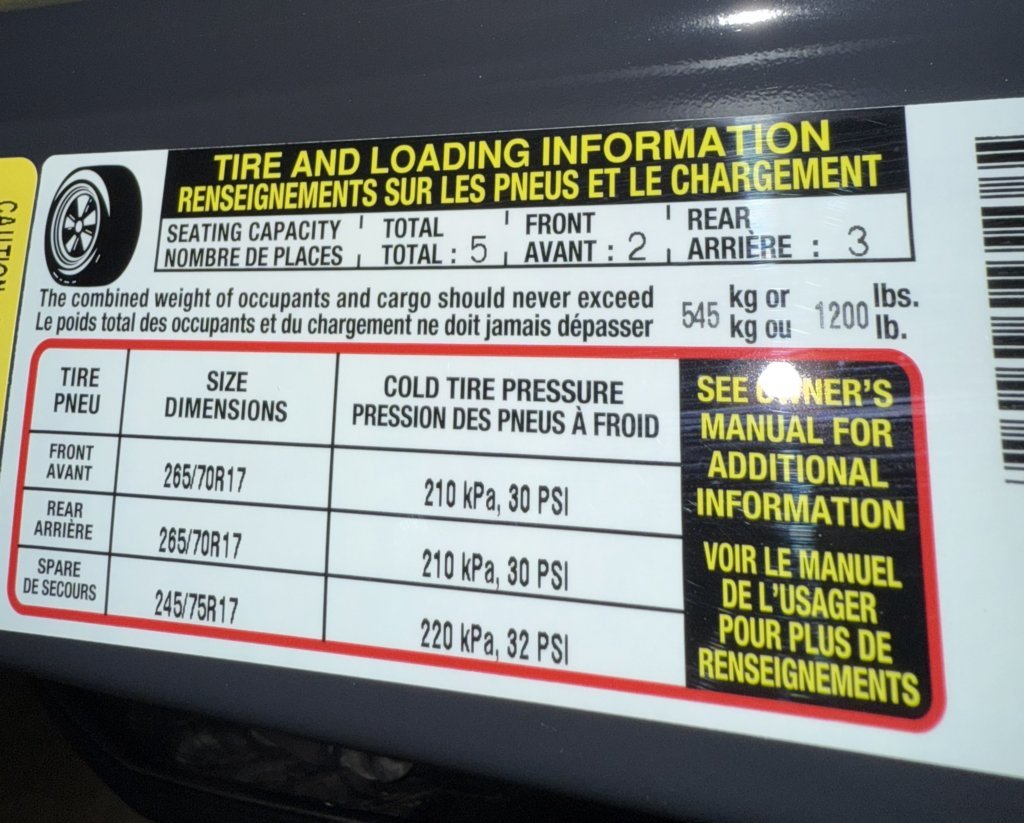 CAUTION
TIRE AND LOADING INFORMATION
RENSEIGNEMENTS SUR LES PNEUS ET LE CHARGEMENT
SEATING CAPACITY TOTAL FRONT REAR
NOMBRE DE PLACES TOTAL : 5 AVANT : 2 ARRIÈRE : 3
The combined weight of occupants and cargo should never exceed 545 kg or 1200 lbs.
Le poids total des occupants et du chargement ne doit jamais dépasser kg ou lb.
TIRE
PNEU
SIZE
DIMENSIONS
COLD TIRE PRESSURE
PRESSION DES PNEUS À FROID
FRONT
AVANT
265/70R17
210 kPa, 30 PSI
REAR
ARRIÈRE
265/70R17
210 kPa, 30 PSI
SPARE
DE SECOURS
245/75R17
220 kPa, 32 PSI
SEE OWNER'S
MANUAL FOR
ADDITIONAL
INFORMATION
VOIR LE MANUEL
DE L'USAGER
POUR PLUS DE
RENSEIGNEMENTS